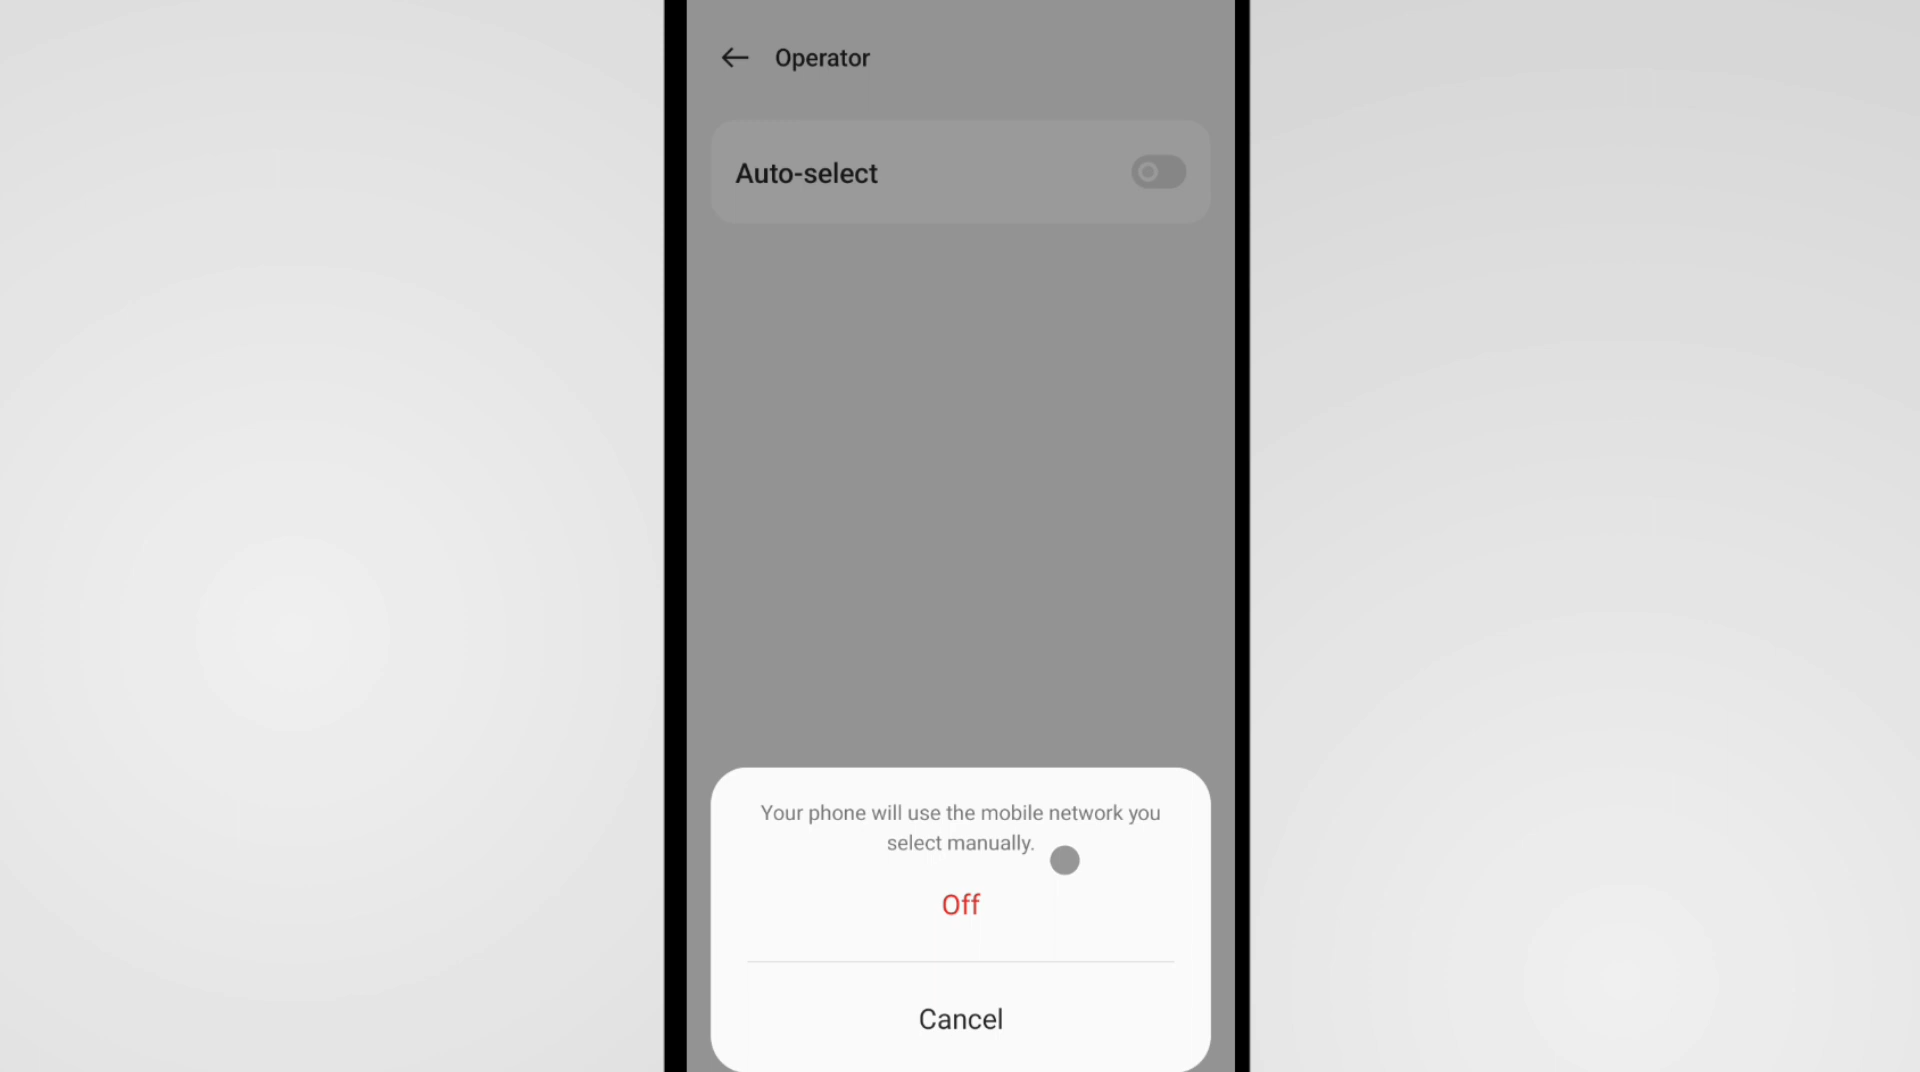 Operator
Auto-select
Your phone will use the mobile network you
select manually.
Off
Cancel